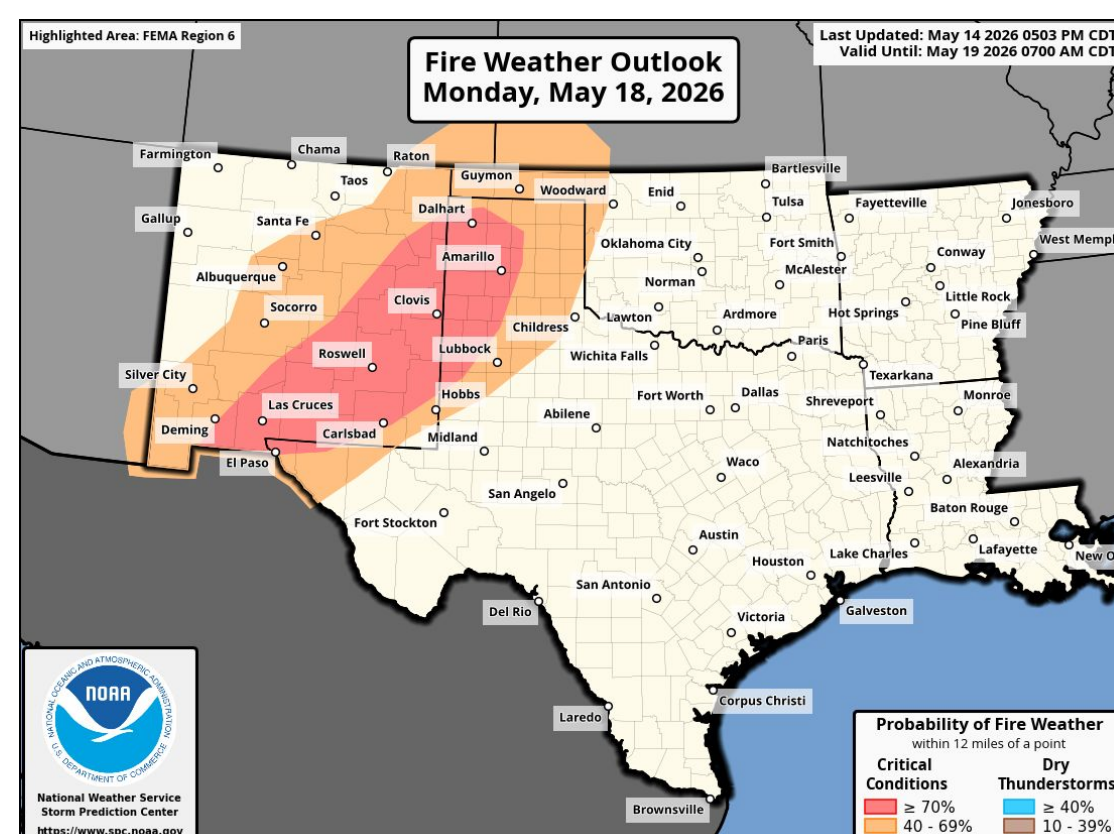 Highlighted Area: FEMA Region 6
Last Updated: May 14 2026 0503 PM CDT
Valid Until: May 19 2026 0700 AM CDT
Fire Weather Outlook
Monday, May 18, 2026
Farmington
Chama
Raton
Taos
Guymon
Woodward
Enid
Bartlesville
Tulsa
Fayetteville
Jonesboro
Gallup
Santa Fe
Dalhart
Oklahoma City
Fort Smith
West Memp
Albuquerque
Amarillo
Norman
McAlester
Conway
Socorro
Clovis
Childress
Lawton
Ardmore
Hot Springs
Little Rock
Pine Bluff
Roswell
Lubbock
Wichita Falls
Paris
Texarkana
Silver City
Las Cruces
Hobbs
Abilene
Fort Worth
Dallas
Shreveport
Monroe
Deming
Carlsbad
Midland
Natchitoches
El Paso
San Angelo
Waco
Leesville
Alexandria
Fort Stockton
Baton Rouge
Austin
Houston
Lake Charles
Lafayette
New O
Del Rio
San Antonio
Victoria
Galveston
Laredo
Corpus Christi
Brownsville
NATIONAL OCEANIC AND ATMOSPHERIC ADMINISTRATION
NOAA
U.S. DEPARTMENT OF COMMERCE
National Weather Service
Storm Prediction Center
https://www.spc.noaa.gov
Probability of Fire Weather
within 12 miles of a point
Critical Conditions
Dry Thunderstorms
≥ 70%
≥ 40%
40 - 69%
10 - 39%